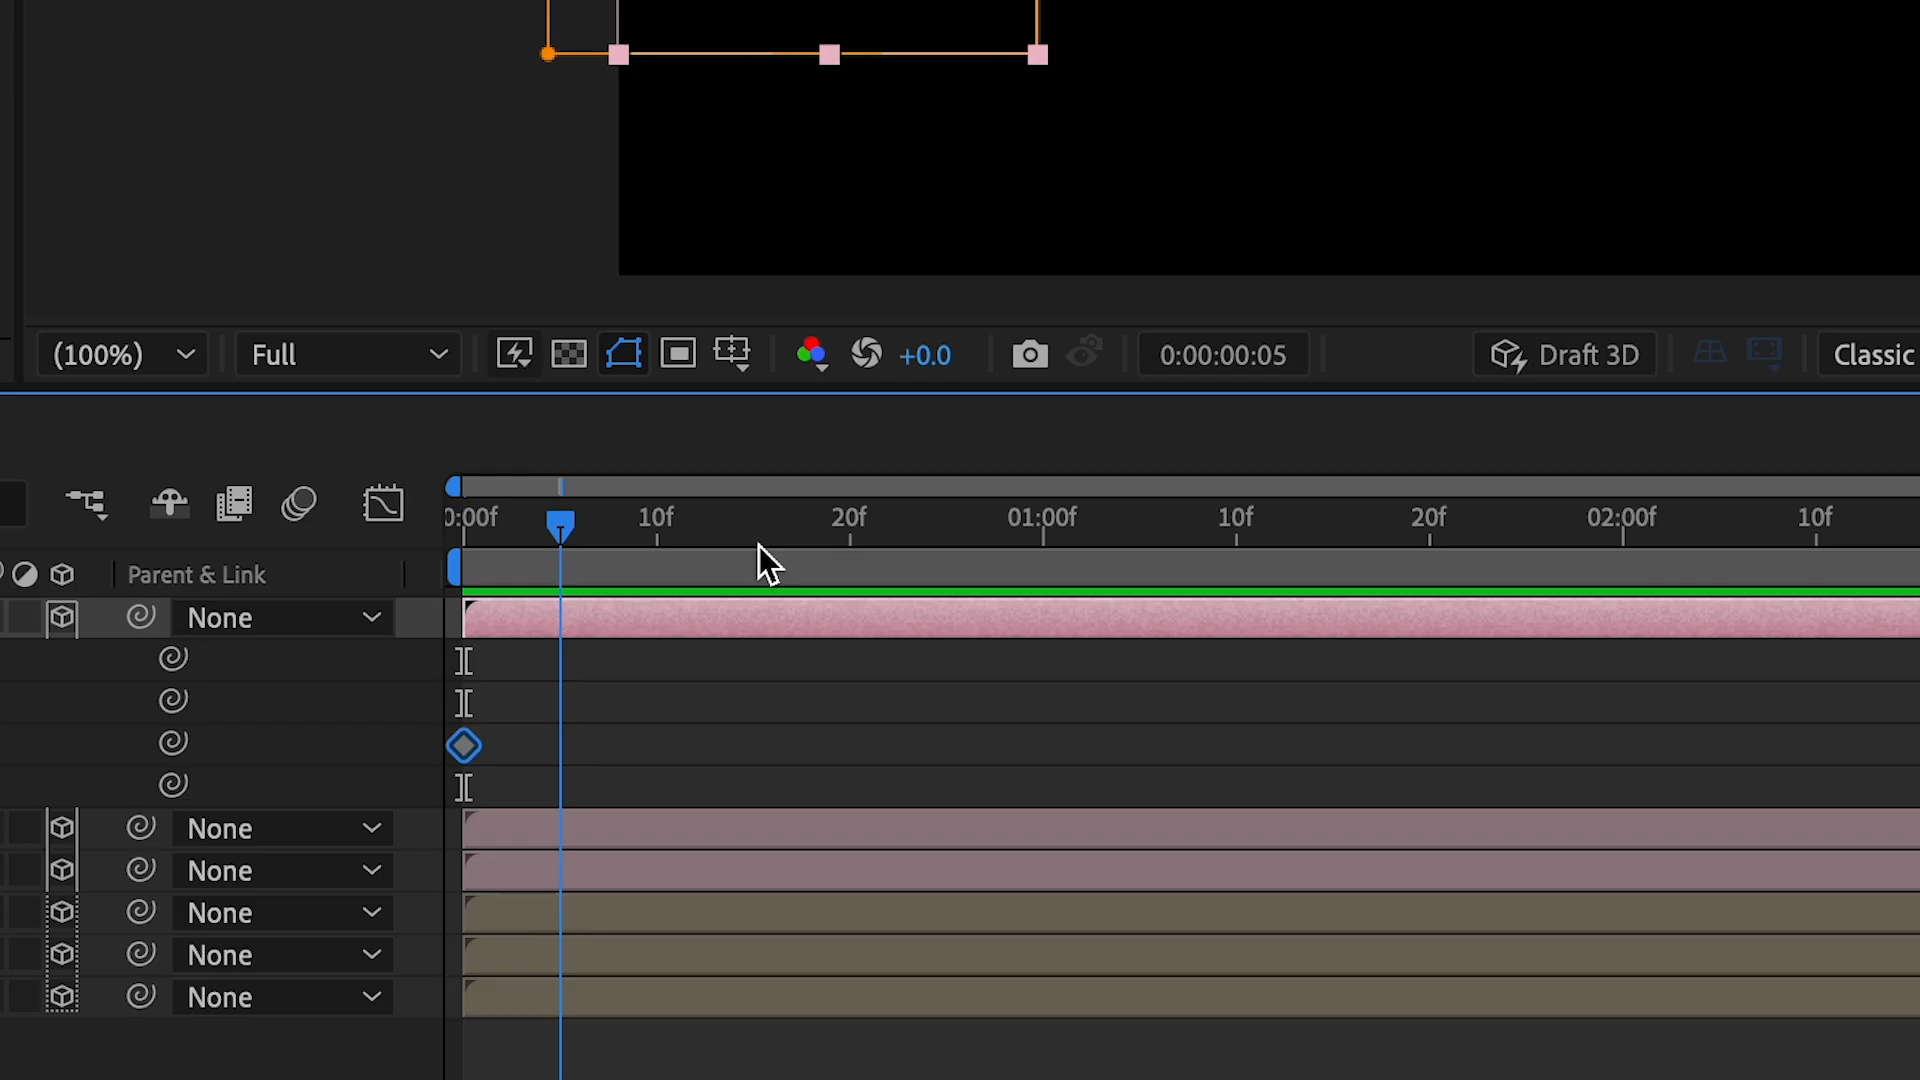 (100%) Full +0.0 0:00:00:05 Draft 3D Classic
0:00f 10f 20f 01:00f 10f 20f 02:00f 10f
Parent & Link
None
None
None
None
None
None